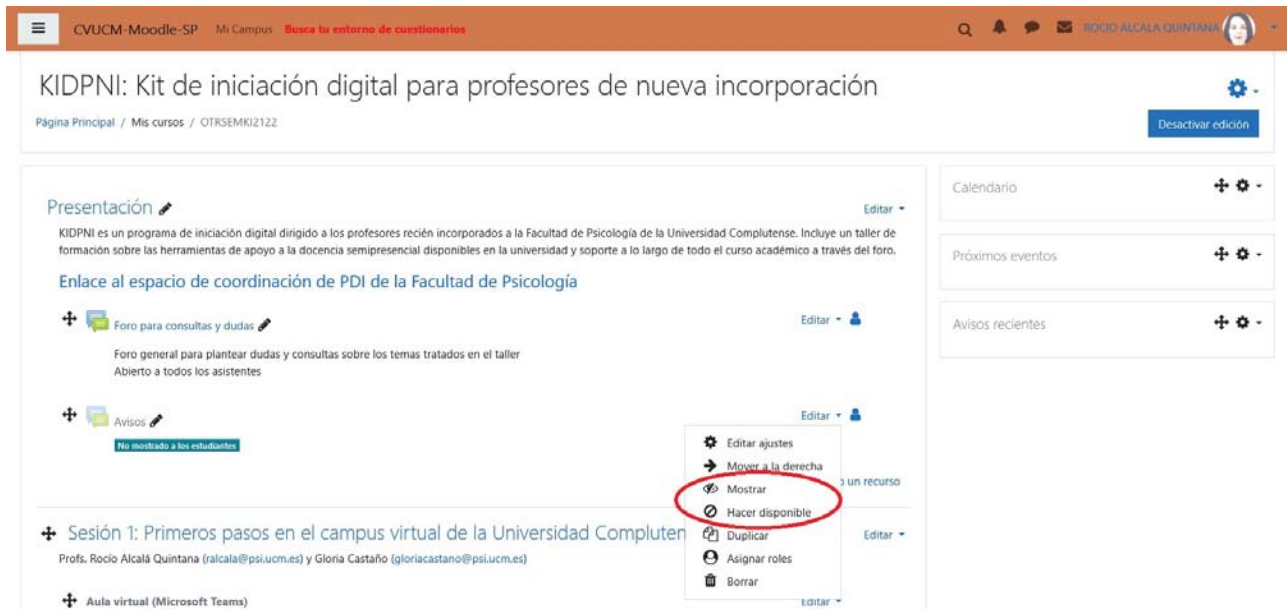 CVUCM-Moodle-SP Mi Campus Busca tu entorno de cuestionarios ROCIO ALCALA QUINTANA
KIDPNI: Kit de iniciación digital para profesores de nueva incorporación
Página Principal / Mis cursos / OTRSEMKI2122
Desactivar edición
Presentación
Editar
KIDPNI es un programa de iniciación digital dirigido a los profesores recién incorporados a la Facultad de Psicología de la Universidad Complutense. Incluye un taller de
formación sobre las herramientas de apoyo a la docencia semipresencial disponibles en la universidad y soporte a lo largo de todo el curso académico a través del foro.
Enlace al espacio de coordinación de PDI de la Facultad de Psicología
Foro para consultas y dudas
Editar
Foro general para plantear dudas y consultas sobre los temas tratados en el taller
Abierto a todos los asistentes
Avisos
Editar
No mostrado a los estudiantes
Editar ajustes
Mover a la derecha
Mostrar
Hacer disponible
Duplicar
Asignar roles
Borrar
un recurso
Sesión 1: Primeros pasos en el campus virtual de la Universidad Compluten
Editar
Profs. Rocío Alcalá Quintana (ralcala@psi.ucm.es) y Gloria Castaño (gloriacastano@psi.ucm.es)
Aula virtual (Microsoft Teams)
Editar
Calendario
Próximos eventos
Avisos recientes